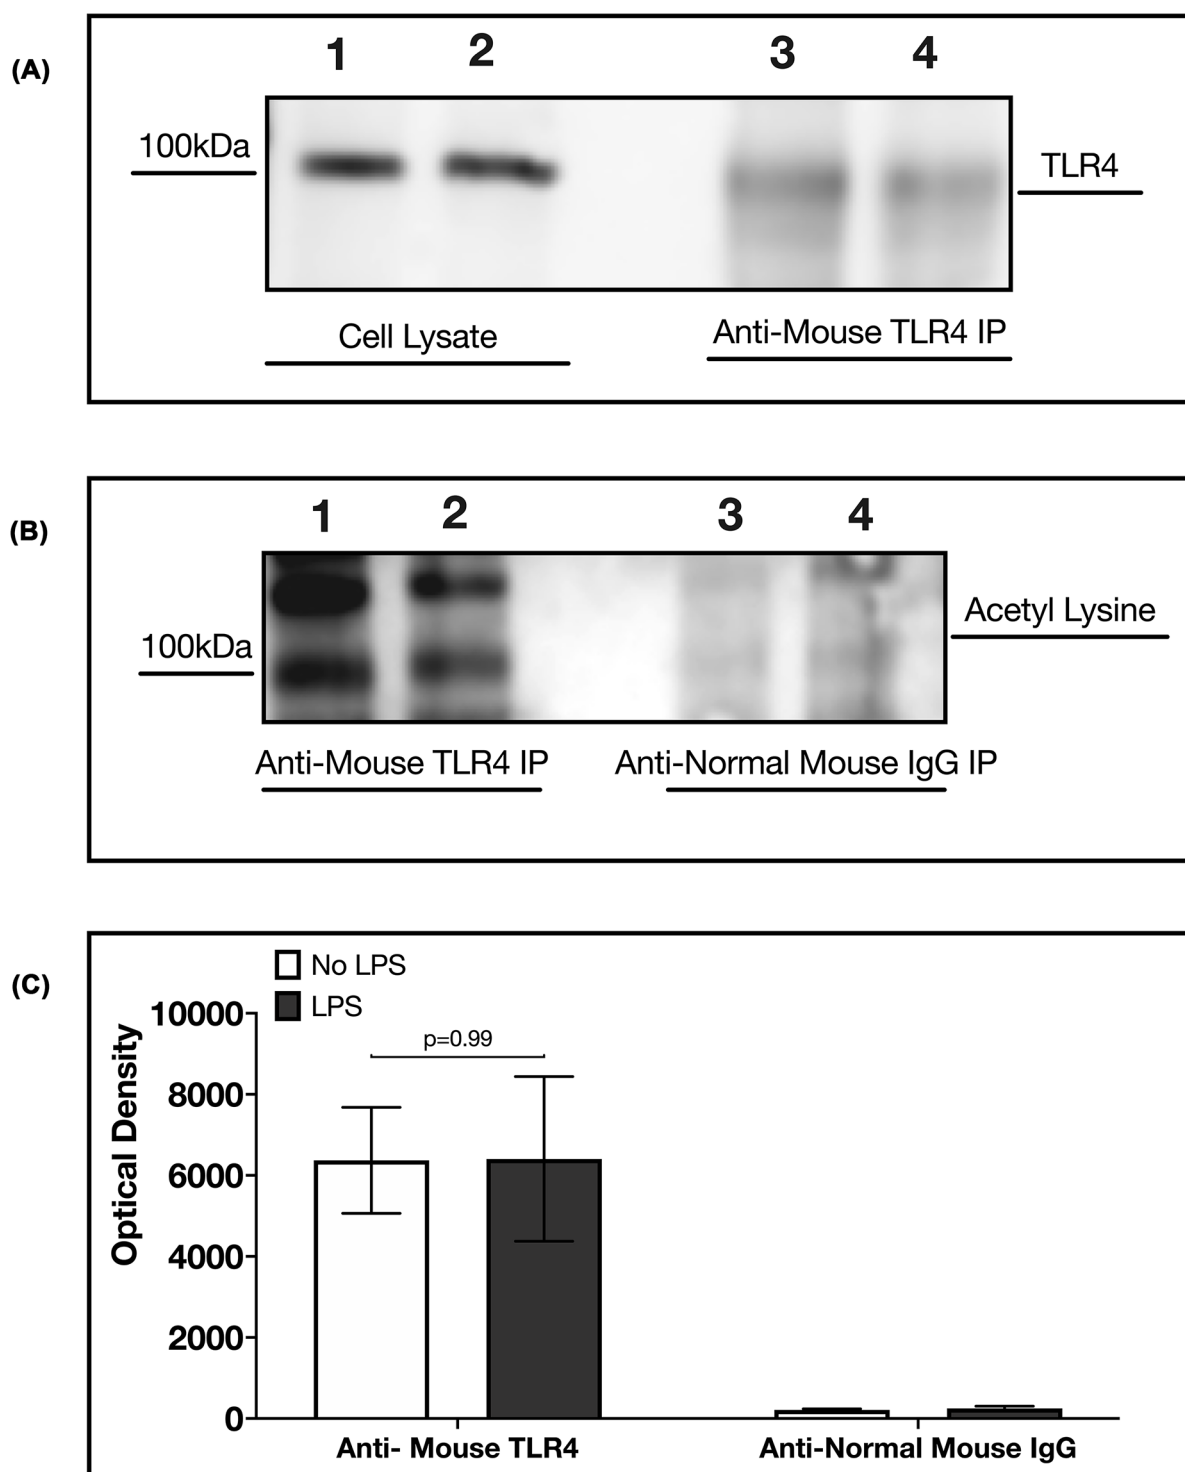 (A)
1 2 3 4
100kDa
TLR4
Cell Lysate
Anti-Mouse TLR4 IP
(B)
1 2 3 4
100kDa
Acetyl Lysine
Anti-Mouse TLR4 IP
Anti-Normal Mouse IgG IP
(C)
No LPS
LPS
Optical Density
10000
8000
6000
4000
2000
0
p=0.99
Anti- Mouse TLR4
Anti-Normal Mouse IgG